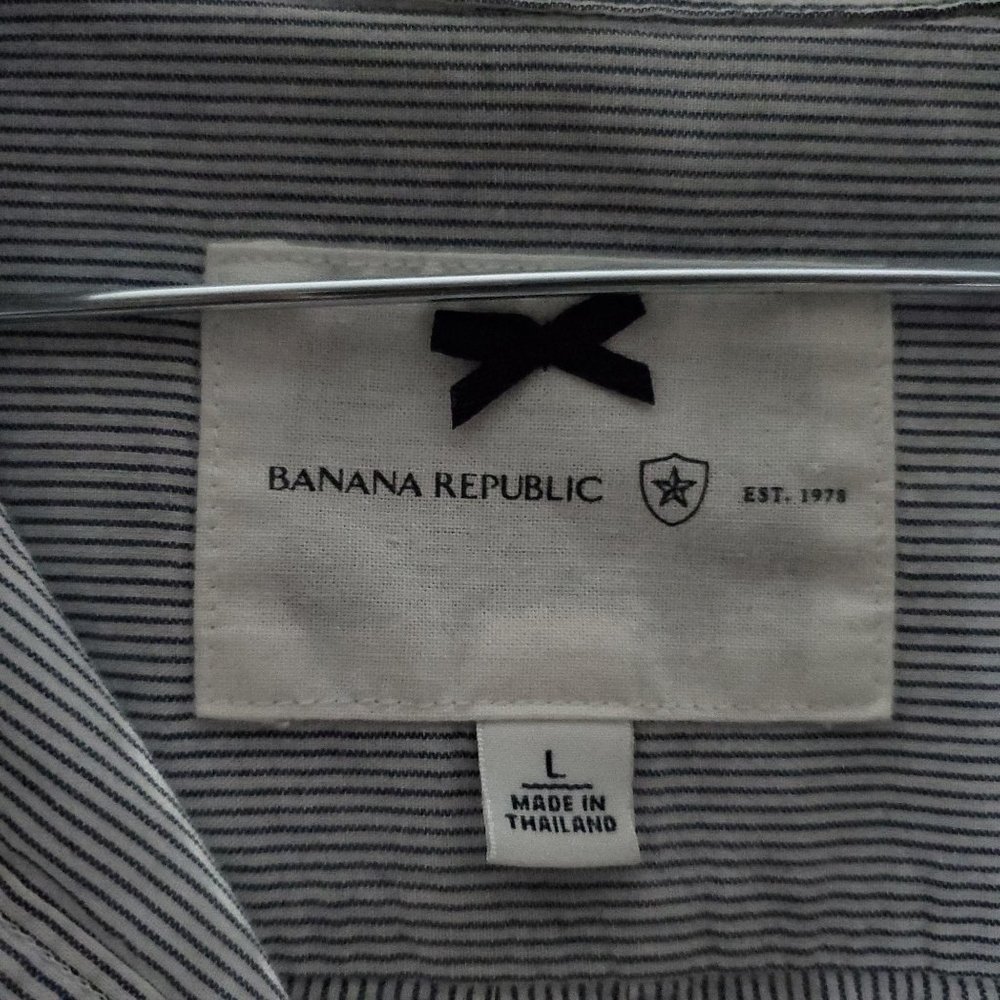 BANANA REPUBLIC EST. 1978
L
MADE IN
THAILAND